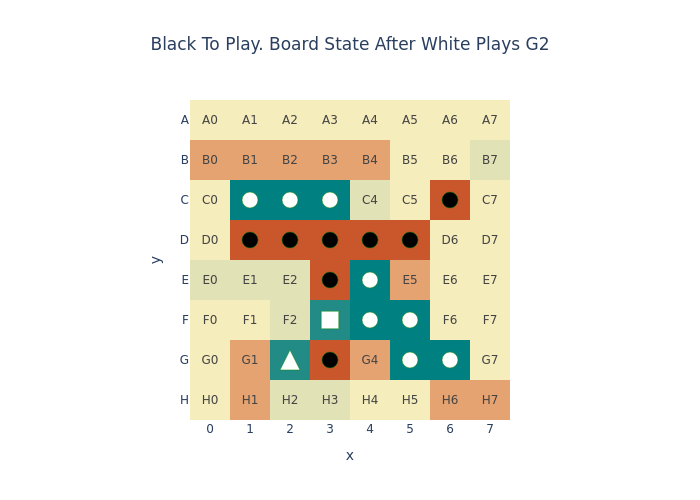 Black To Play. Board State After White Plays G2
A A0 A1 A2 A3 A4 A5 A6 A7
B B0 B1 B2 B3 B4 B5 B6 B7
C C0 C4 C5 C7
D D0 D6 D7
y
E E0 E1 E2 E5 E6 E7
F F0 F1 F2 F6 F7
G G0 G1 G4 G7
H H0 H1 H2 H3 H4 H5 H6 H7
0 1 2 3 4 5 6 7
x